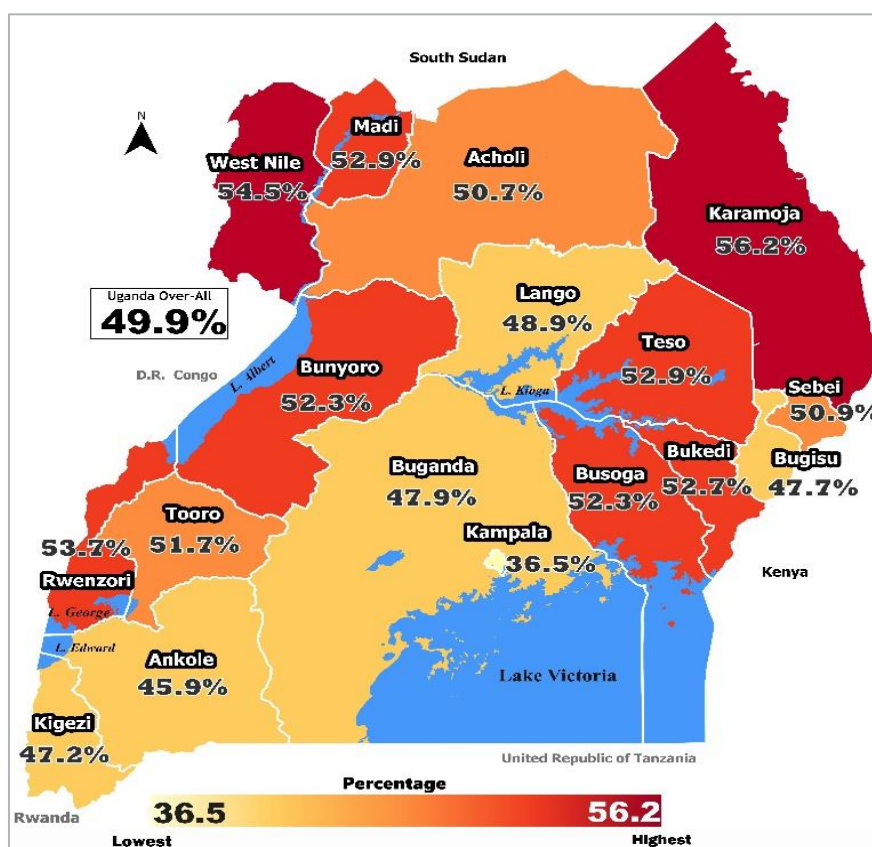 South Sudan
N
Madi
52.9%
West Nile
54.5%
Acholi
50.7%
Karamoja
56.2%
Uganda Over-All
49.9%
Lango
48.9%
Teso
52.9%
D.R. Congo
L. Albert
Bunyoro
52.3%
L. Kioga
Sebei
50.9%
Buganda
47.9%
Busoga
52.3%
Bukedi
52.7%
Bugisu
47.7%
Tooro
51.7%
Kampala
36.5%
53.7%
Rwenzori
Kenya
L. George
L. Edward
Ankole
45.9%
Lake Victoria
Kigezi
47.2%
United Republic of Tanzania
Percentage
36.5
56.2
Rwanda
Lowest
Highest